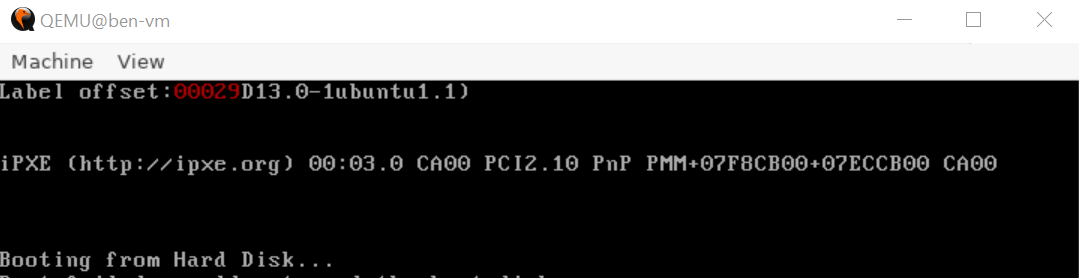 QEMU@ben-vm
Machine View
Label offset:00029D13.0-1ubuntu1.1)
iPXE (http://ipxe.org) 00:03.0 CA00 PCI2.10 PnP PMM+07F8CB00+07ECCB00 CA00
Booting from Hard Disk...